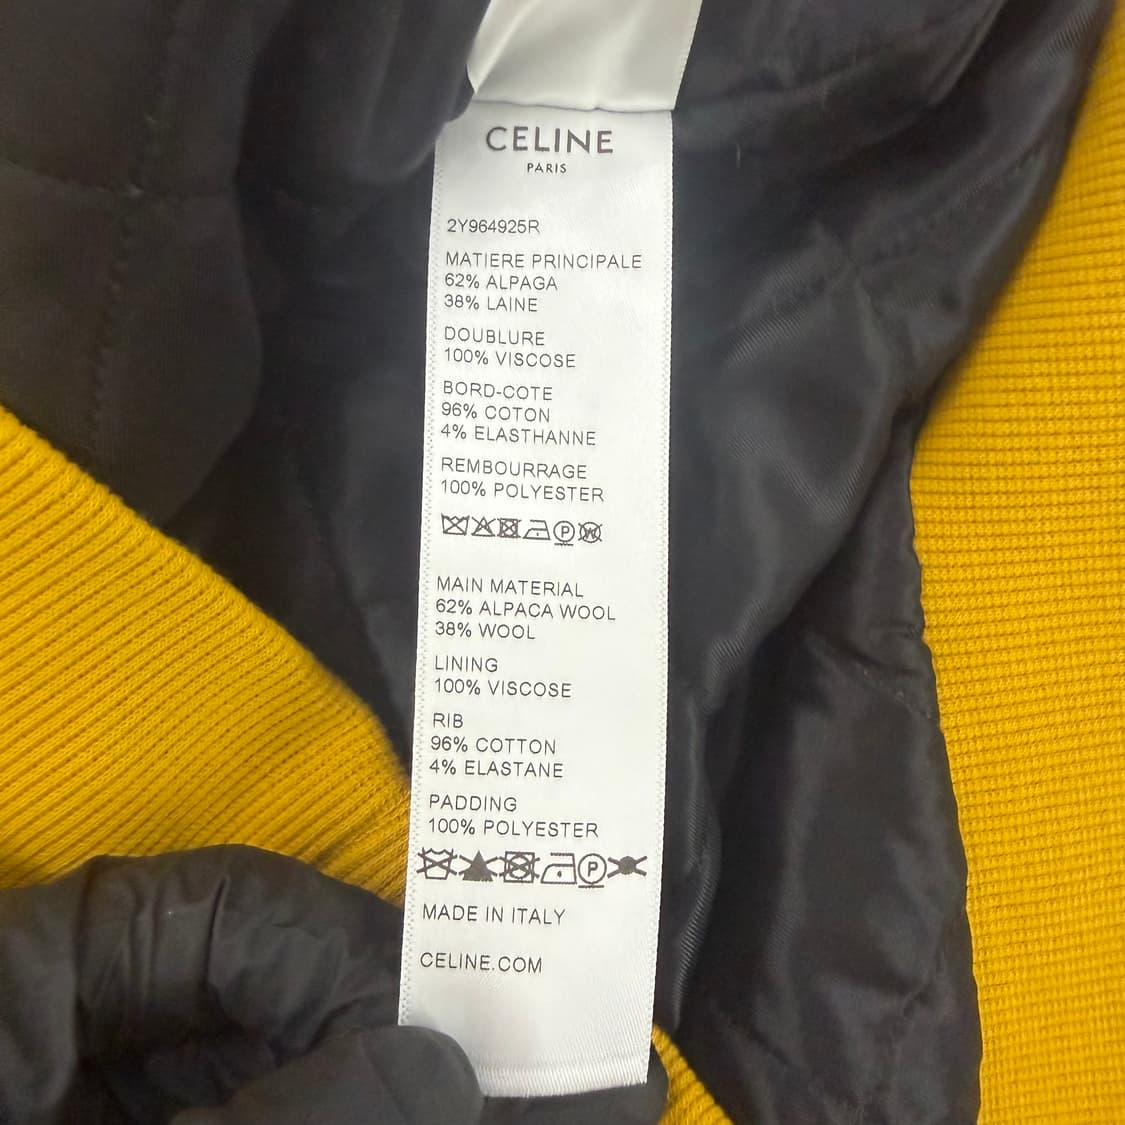 CELINE
PARIS
2Y964925R
MATIERE PRINCIPALE
62% ALPAGA
38% LAINE
DOUBLURE
100% VISCOSE
BORD-COTE
96% COTON
4% ELASTHANNE
REMBOURRAGE
100% POLYESTER
P W
MAIN MATERIAL
62% ALPACA WOOL
38% WOOL
LINING
100% VISCOSE
RIB
96% COTTON
4% ELASTANE
PADDING
100% POLYESTER
P
MADE IN ITALY
CELINE.COM